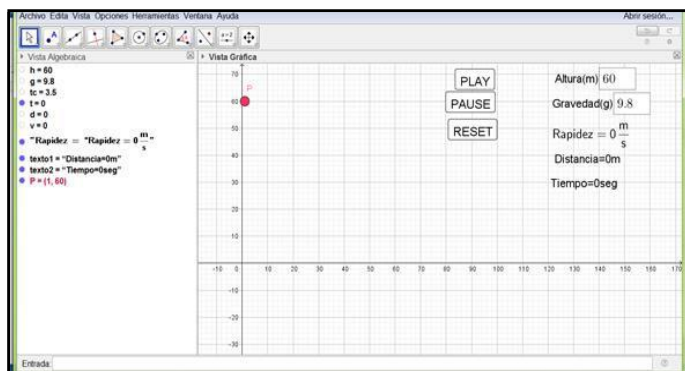 Archivo Edita Vista Opciones Herramientas Ventana Ayuda
Abrir sesión...
Vista Algebraica
Vista Gráfica
h = 60
g = 9.8
tc = 3.5
t = 0
d = 0
v = 0
"Rapidez = "Rapidez = 0 m/s"
texto1 = "Distancia=0m"
texto2 = "Tiempo=0seg"
P = (1, 60)
P
PLAY
PAUSE
RESET
Altura(m) 60
Gravedad(g) 9.8
Rapidez = 0 m/s
Distancia=0m
Tiempo=0seg
70
60
50
40
30
20
10
-10 0 10 20 30 40 50 60 70 80 90 100 110 120 130 140 150 160 170
-10
-20
-30
Entrada: